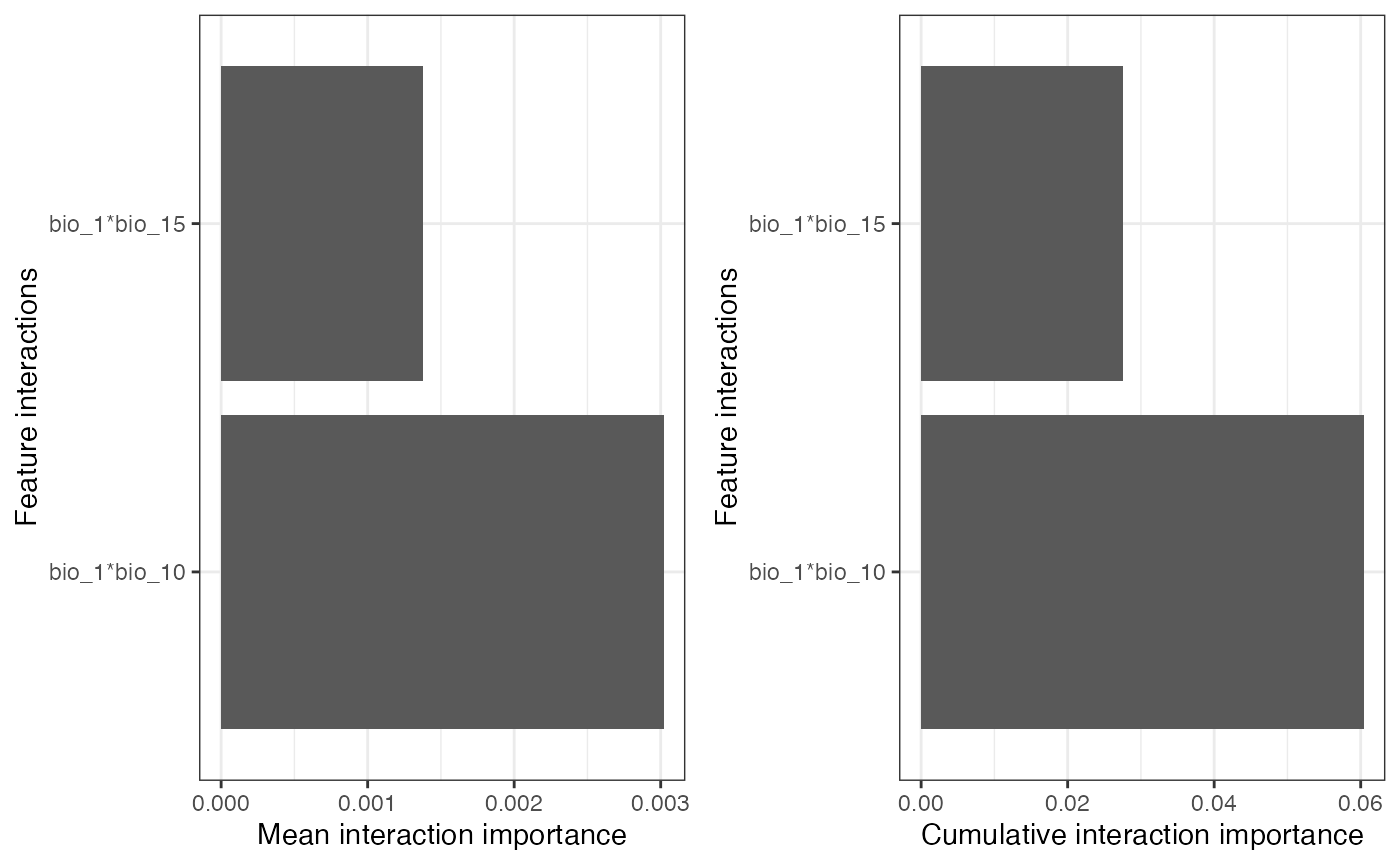 Feature interactions
bio_1*bio_15
bio_1*bio_10
0.000 0.001 0.002 0.003
Mean interaction importance
Feature interactions
bio_1*bio_15
bio_1*bio_10
0.00 0.02 0.04 0.06
Cumulative interaction importance